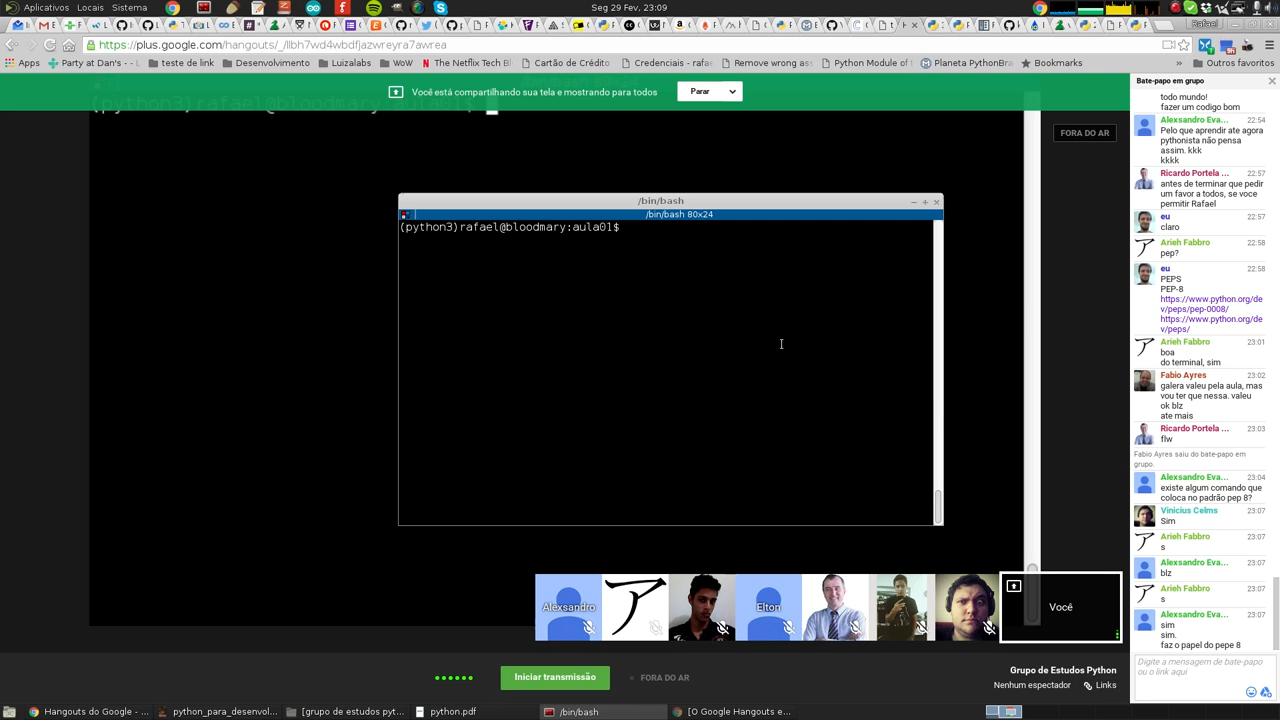 Aplicativos Locais Sistema
Seg 29 Fev, 23:09
Rafael
https://plus.google.com/hangouts/_/llbh7wd4wbdfjazwreyra7awrea
Apps Party at Dan's - ... teste de link Desenvolvimento Luizalabs WoW The Netflix Tech ... Cartão de Crédito Credenciais - rafae Remove wrong.ass Python Module of t Planeta PythonBra Bookmarks » Outros favoritos
(python3)rafael@bloodmary:aula01$
Você está compartilhando sua tela e mostrando para todos
Parar
FORA DO AR
/bin/bash
/bin/bash 80x24
(python3)rafael@bloodmary:aula01$
Alexsandro
Elton
Você
Iniciar transmissão
FORA DO AR
Grupo de Estudos Python
Nenhum espectador
Links
Bate-papo em grupo
todo mundo!
fazer um codigo bom
Alexsandro Eva... 22:54
Pelo que aprendir ate agora
pythonista não pensa
assim. kkk
kkkk
Ricardo Portela ... 22:57
antes de terminar que pedir
um favor a todos, se voce
permitir Rafael
eu 22:57
claro
Arieh Fabbro 22:58
pep?
eu 22:58
PEPS
PEP-8
https://www.python.org/de
v/peps/pep-0008/
https://www.python.org/de
v/peps/
Arieh Fabbro 23:01
boa
do terminal, sim
Fabio Ayres 23:02
galera valeu pela aula, mas
vou ter que nessa. valeu
ok blz
ate mais
Ricardo Portela ... 23:03
flw
Fabio Ayres saiu do bate-papo em
grupo.
Alexsandro Eva... 23:04
existe algum comando que
coloca no padrão pep 8?
Vinicius Celms 23:07
Sim
Arieh Fabbro 23:07
s
Alexsandro Eva... 23:07
blz
Arieh Fabbro 23:07
s
Alexsandro Eva... 23:07
sim
sim.
faz o papel do pepe 8
Digite a mensagem de bate-papo
ou o link aqui
Hangouts do Google - ... python_para_desenvol... [grupo de estudos pyt... python.pdf /bin/bash [O Google Hangouts e...